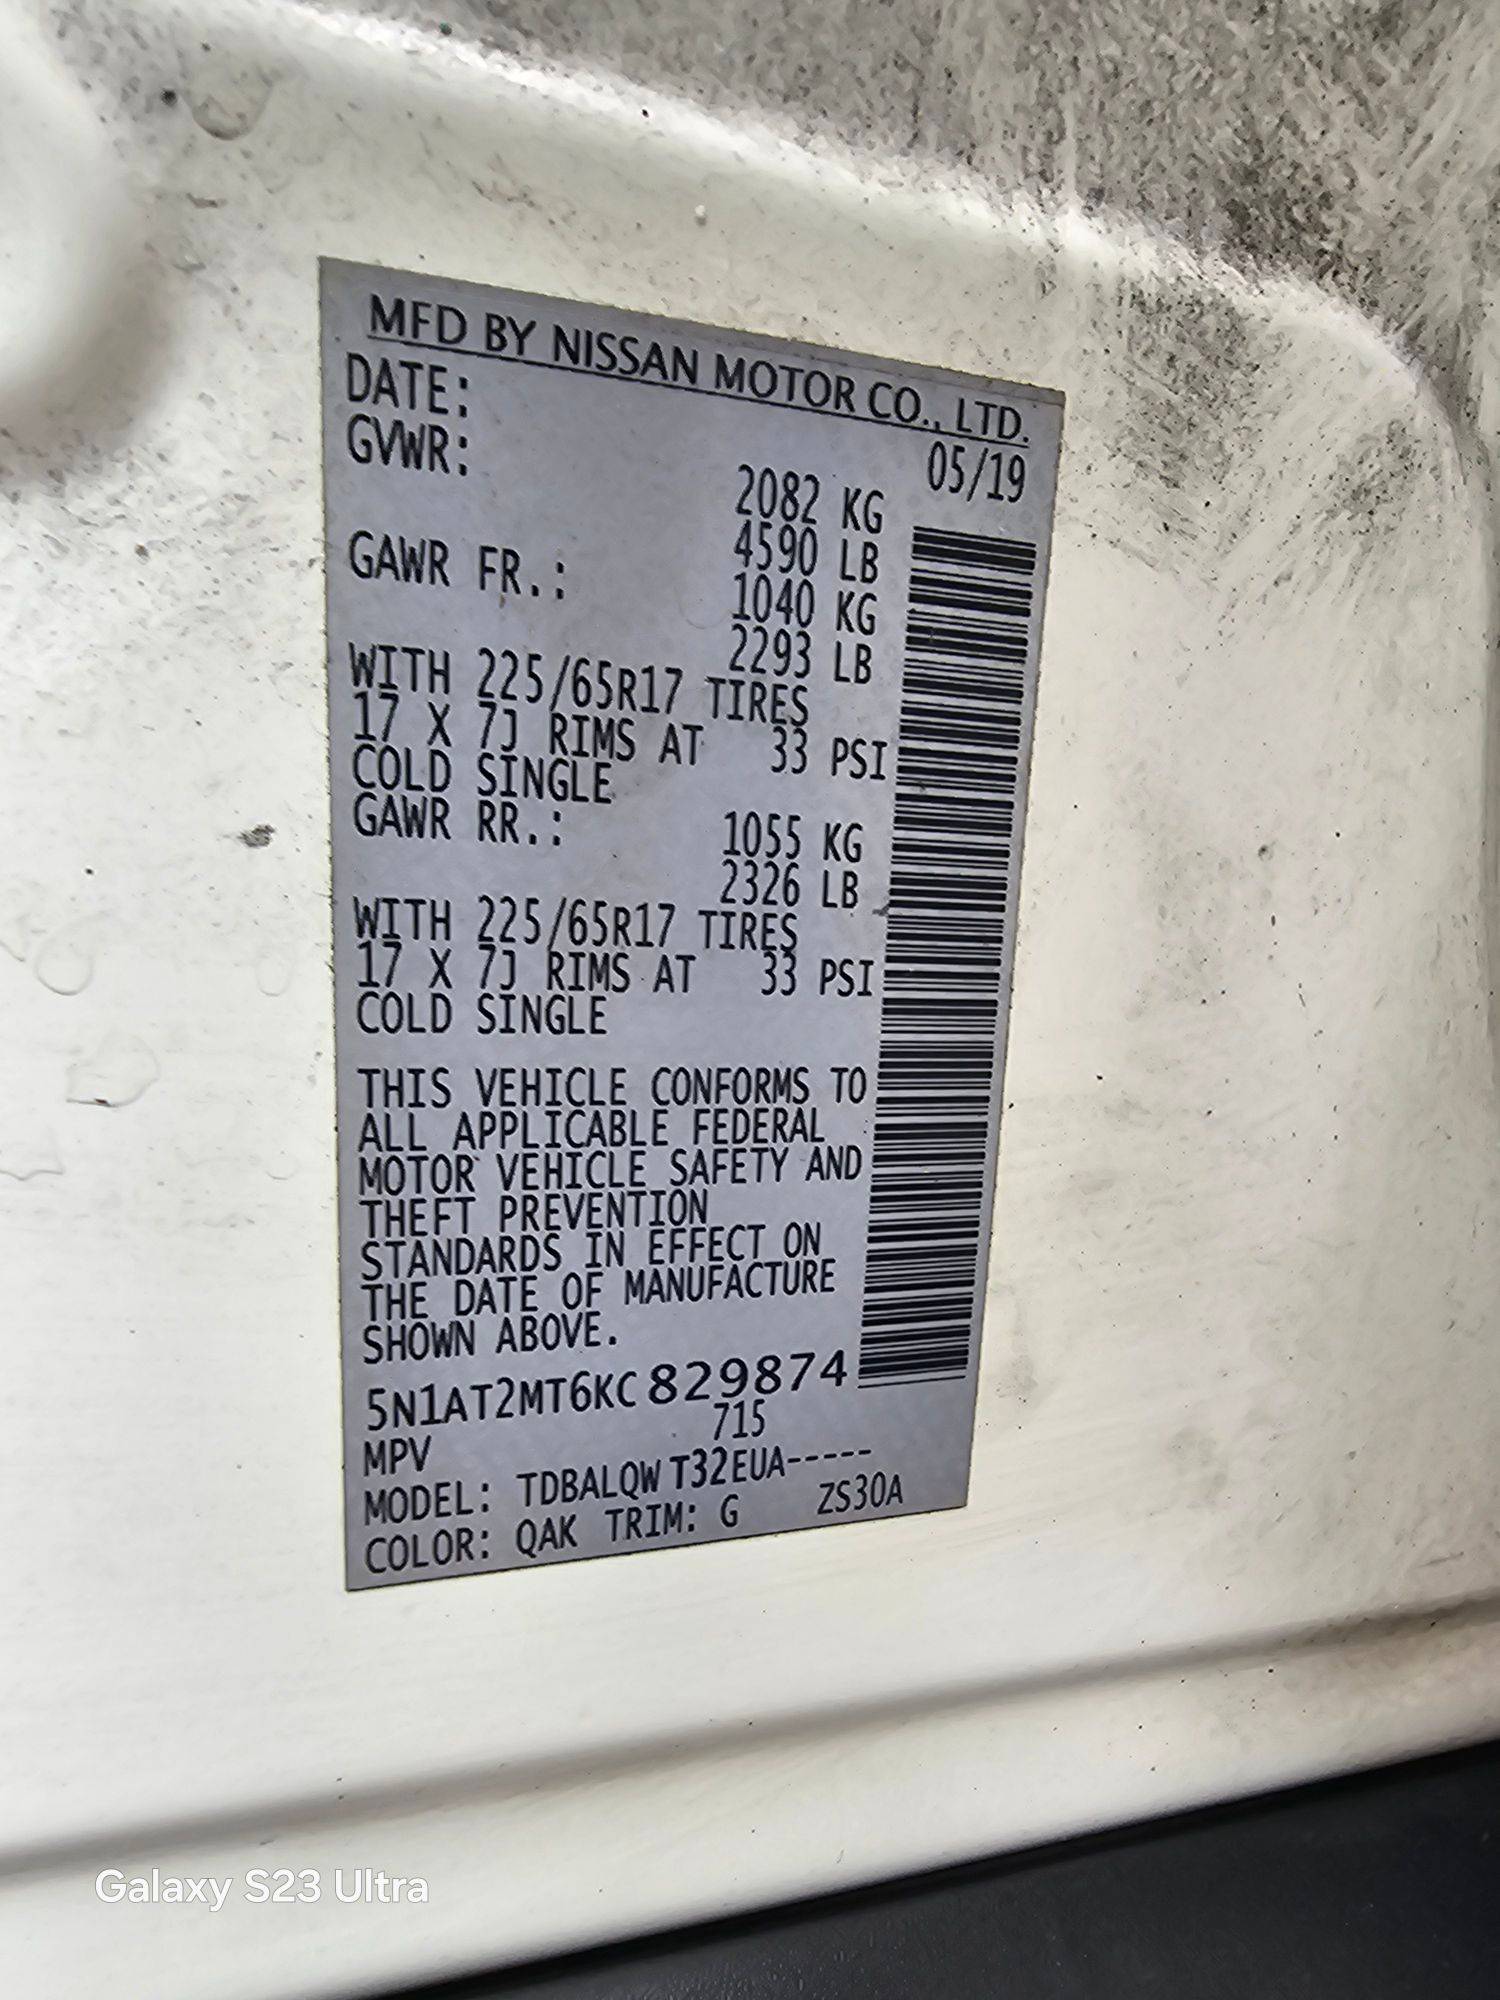 MFD BY NISSAN MOTOR CO., LTD.
DATE: 05/19
GVWR: 2082 KG
4590 LB
GAWR FR.: 1040 KG
2293 LB
WITH 225/65R17 TIRES
17 X 7J RIMS AT 33 PSI
COLD SINGLE
GAWR RR.: 1055 KG
2326 LB
WITH 225/65R17 TIRES
17 X 7J RIMS AT 33 PSI
COLD SINGLE
THIS VEHICLE CONFORMS TO
ALL APPLICABLE FEDERAL
MOTOR VEHICLE SAFETY AND
THEFT PREVENTION
STANDARDS IN EFFECT ON
THE DATE OF MANUFACTURE
SHOWN ABOVE.
5N1AT2MT6KC829874
MPV 715
MODEL: TDBALQWT32EUA-----
COLOR: QAK TRIM: G ZS30A
Galaxy S23 Ultra